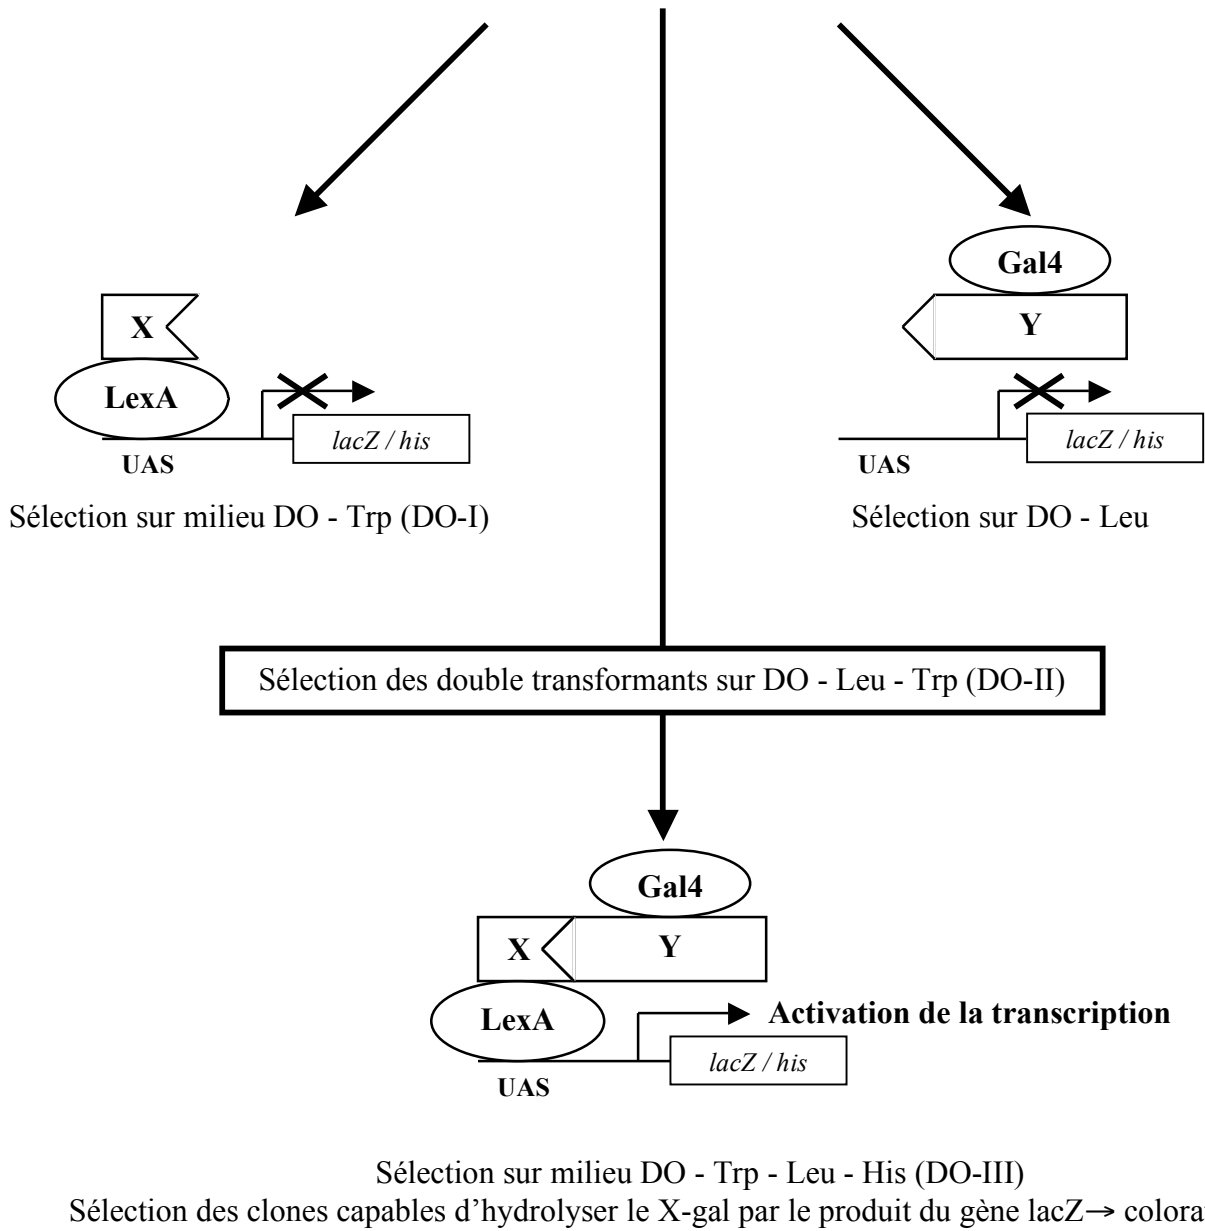 Gal4
X
Y
LexA
lacZ / his
lacZ / his
UAS
UAS
Sélection sur milieu DO - Trp (DO-I)
Sélection sur DO - Leu
Sélection des double transformants sur DO - Leu - Trp (DO-II)
Gal4
X
Y
LexA
Activation de la transcription
lacZ / his
UAS
Sélection sur milieu DO - Trp - Leu - His (DO-III)
Sélection des clones capables d’hydrolyser le X-gal par le produit du gène lacZ→ colora